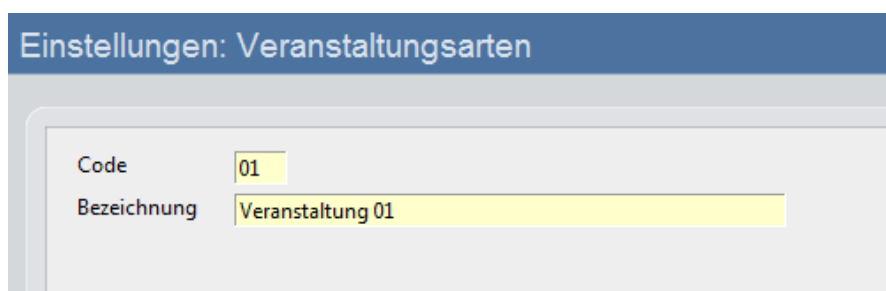 Einstellungen: Veranstaltungsarten
Code 01
Bezeichnung Veranstaltung 01